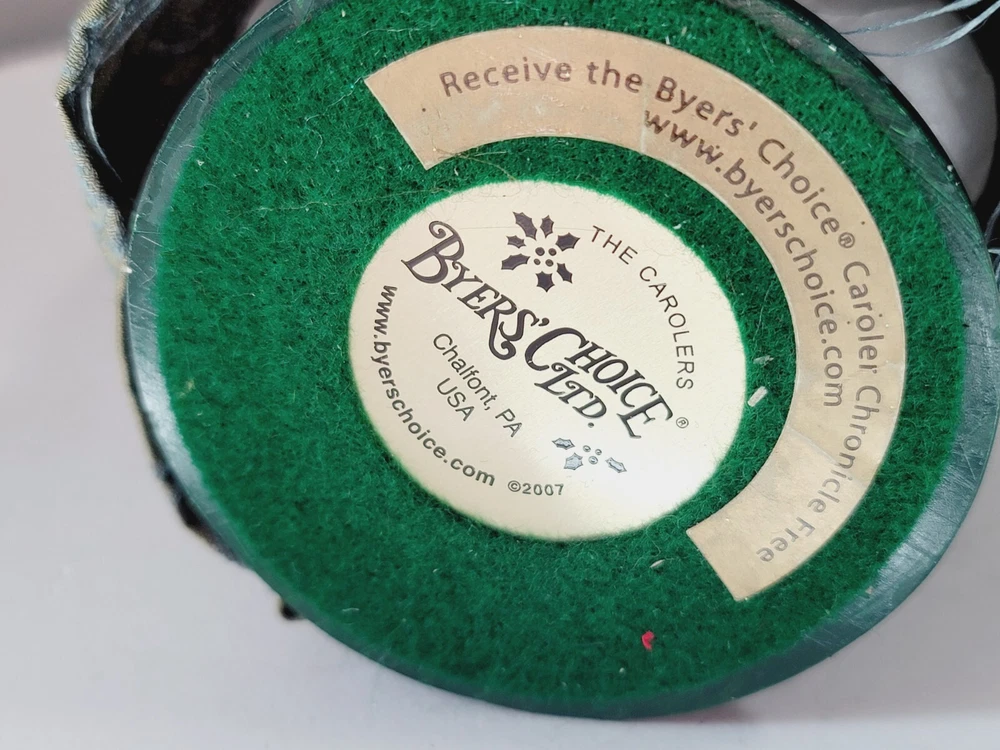 Receive the Byers' Choice® Caroler Chronicle Free
www.byerschoice.com
THE CAROLERS
BYERS' CHOICE
LTD.®
Chalfont, PA
USA
www.byerschoice.com ©2007